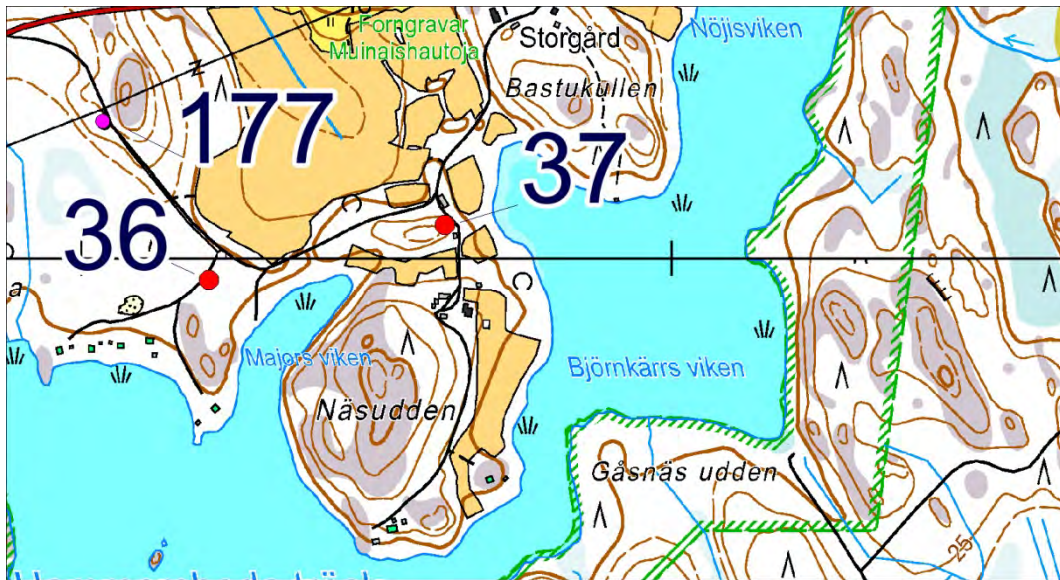 Forngravar
Muinaishautoja
Storgård
Nöjisviken
Bastukullen
177
37
36
a
Majors viken
Björnkärrs viken
Näsudden
Gåsnäs udden
25